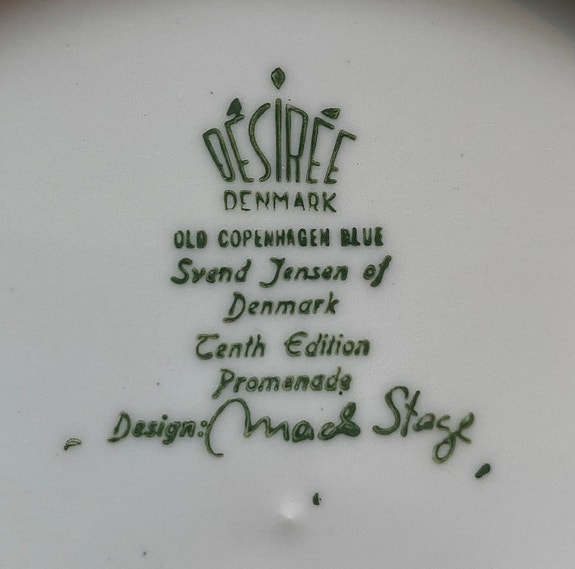 DÉSIRÉE
DENMARK
OLD COPENHAGEN BLUE
Svend Jensen of
Denmark
Tenth Edition
Promenade
Design: Mads Stage